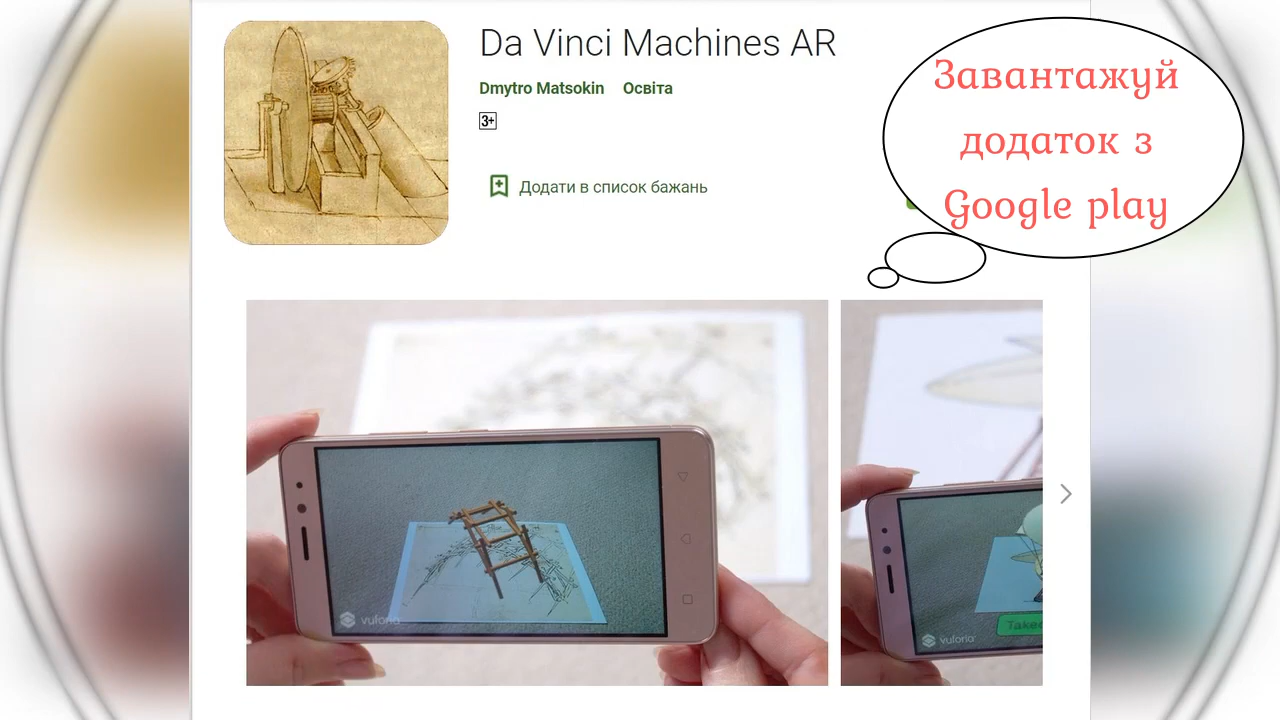 Da Vinci Machines AR
Dmytro Matsokin Освіта
3+
Додати в список бажань
Завантажуй
додаток з
Google play
vuforia
vuforia